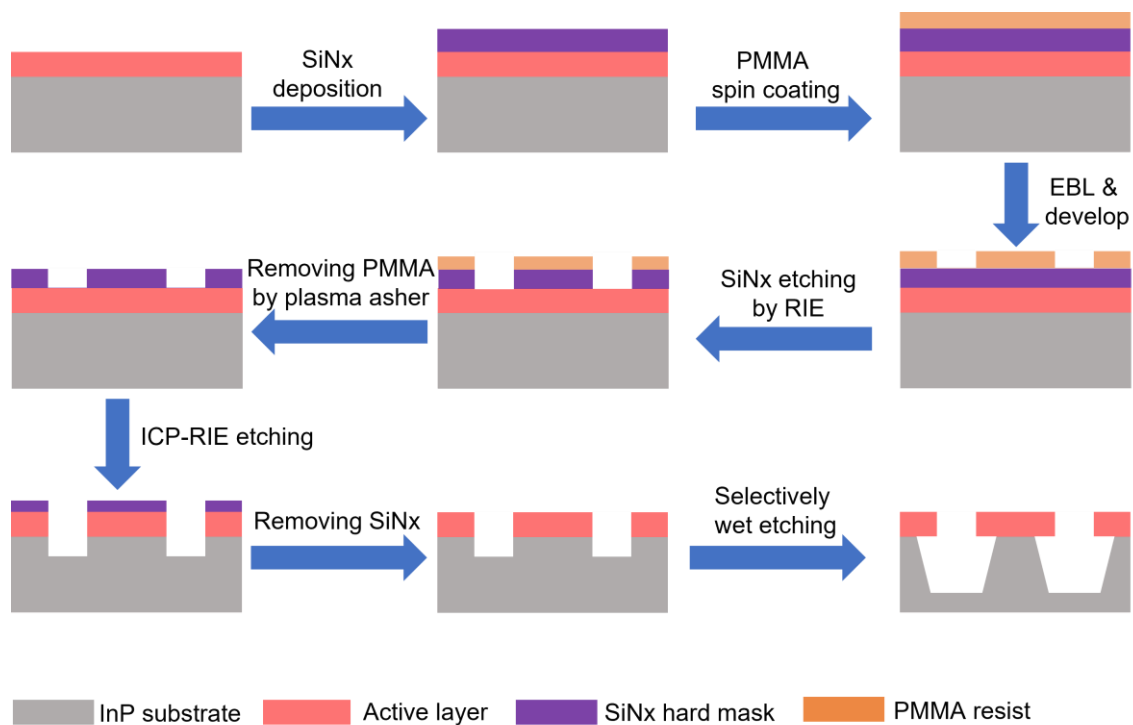 SiNx
deposition
PMMA
spin coating
EBL &
develop
SiNx etching
by RIE
Removing PMMA
by plasma asher
ICP-RIE etching
Removing SiNx
Selectively
wet etching
InP substrate
Active layer
SiNx hard mask
PMMA resist